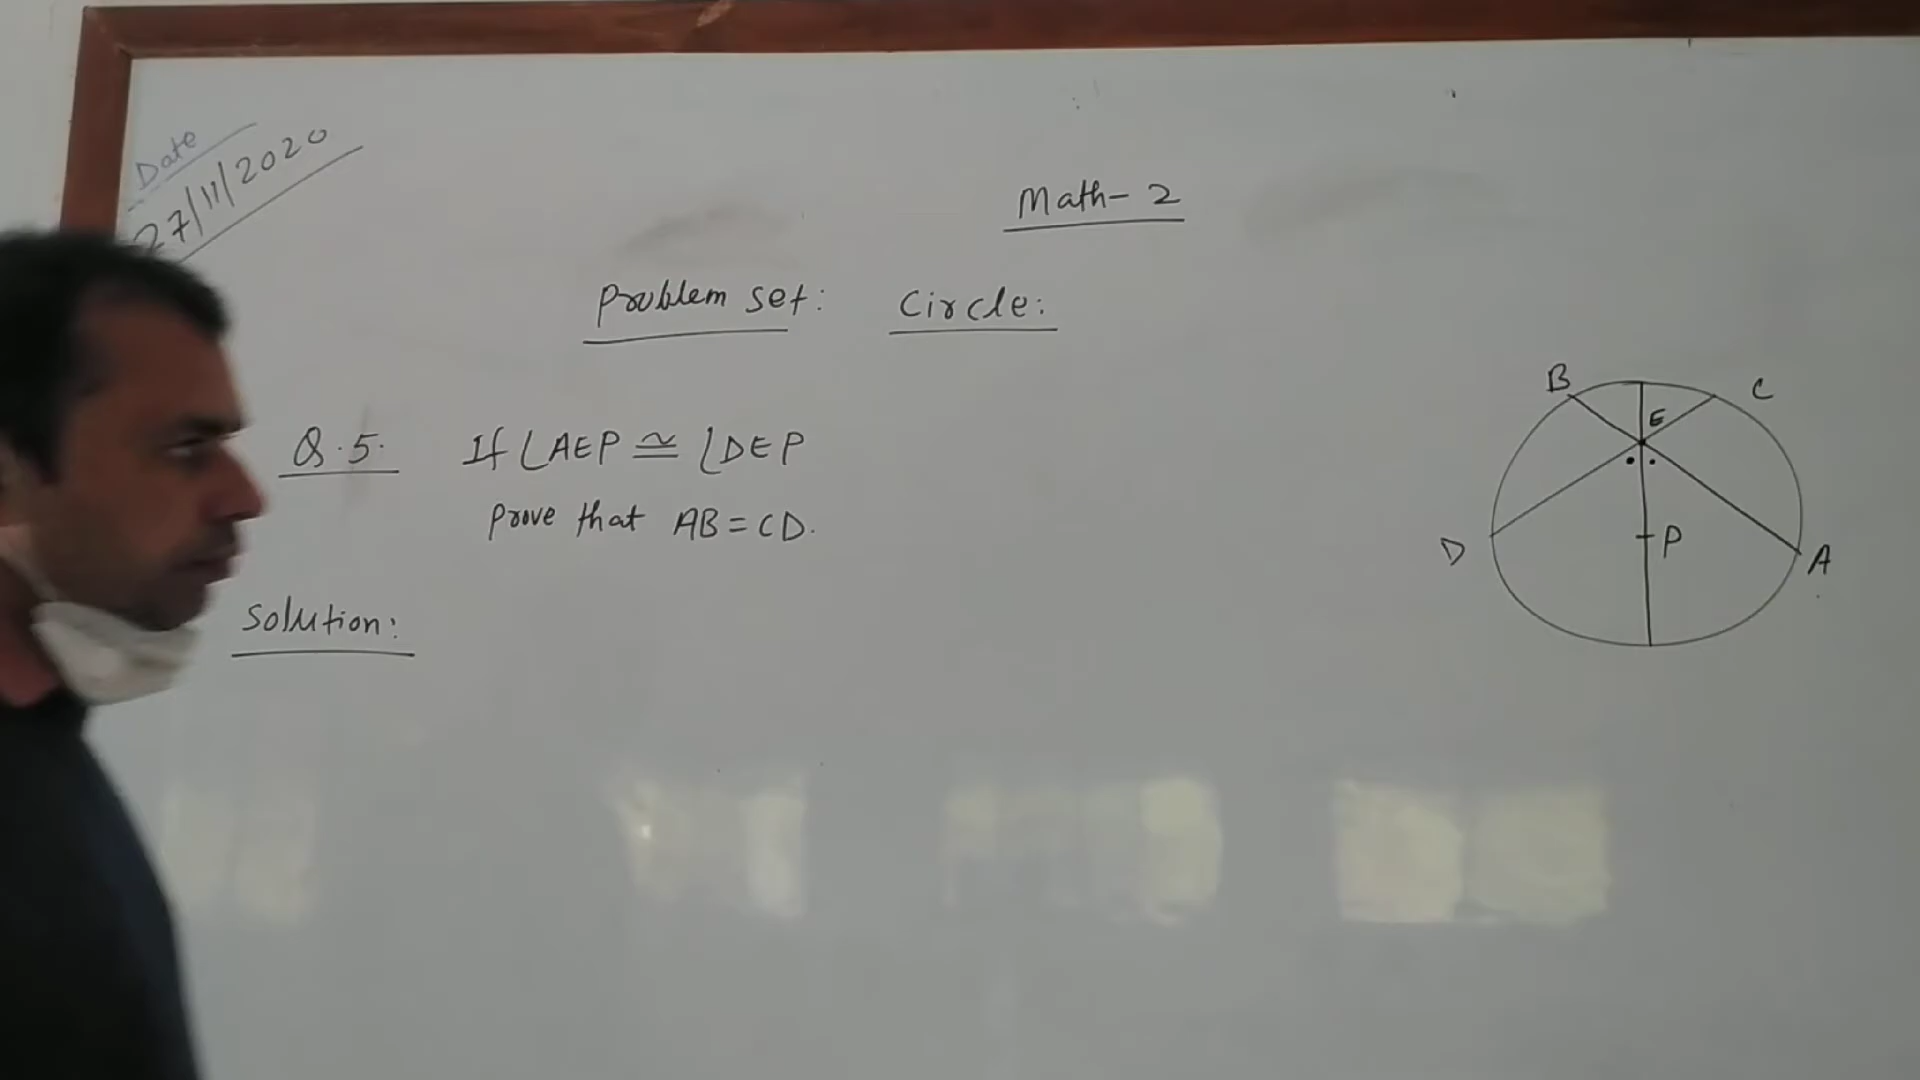 Date
27/11/2020
Math-2
Problem set: Circle:
Q.5. If ∠AEP ≅ ∠DEP
Prove that AB = CD.
Solution:
B
C
E
D
P
A